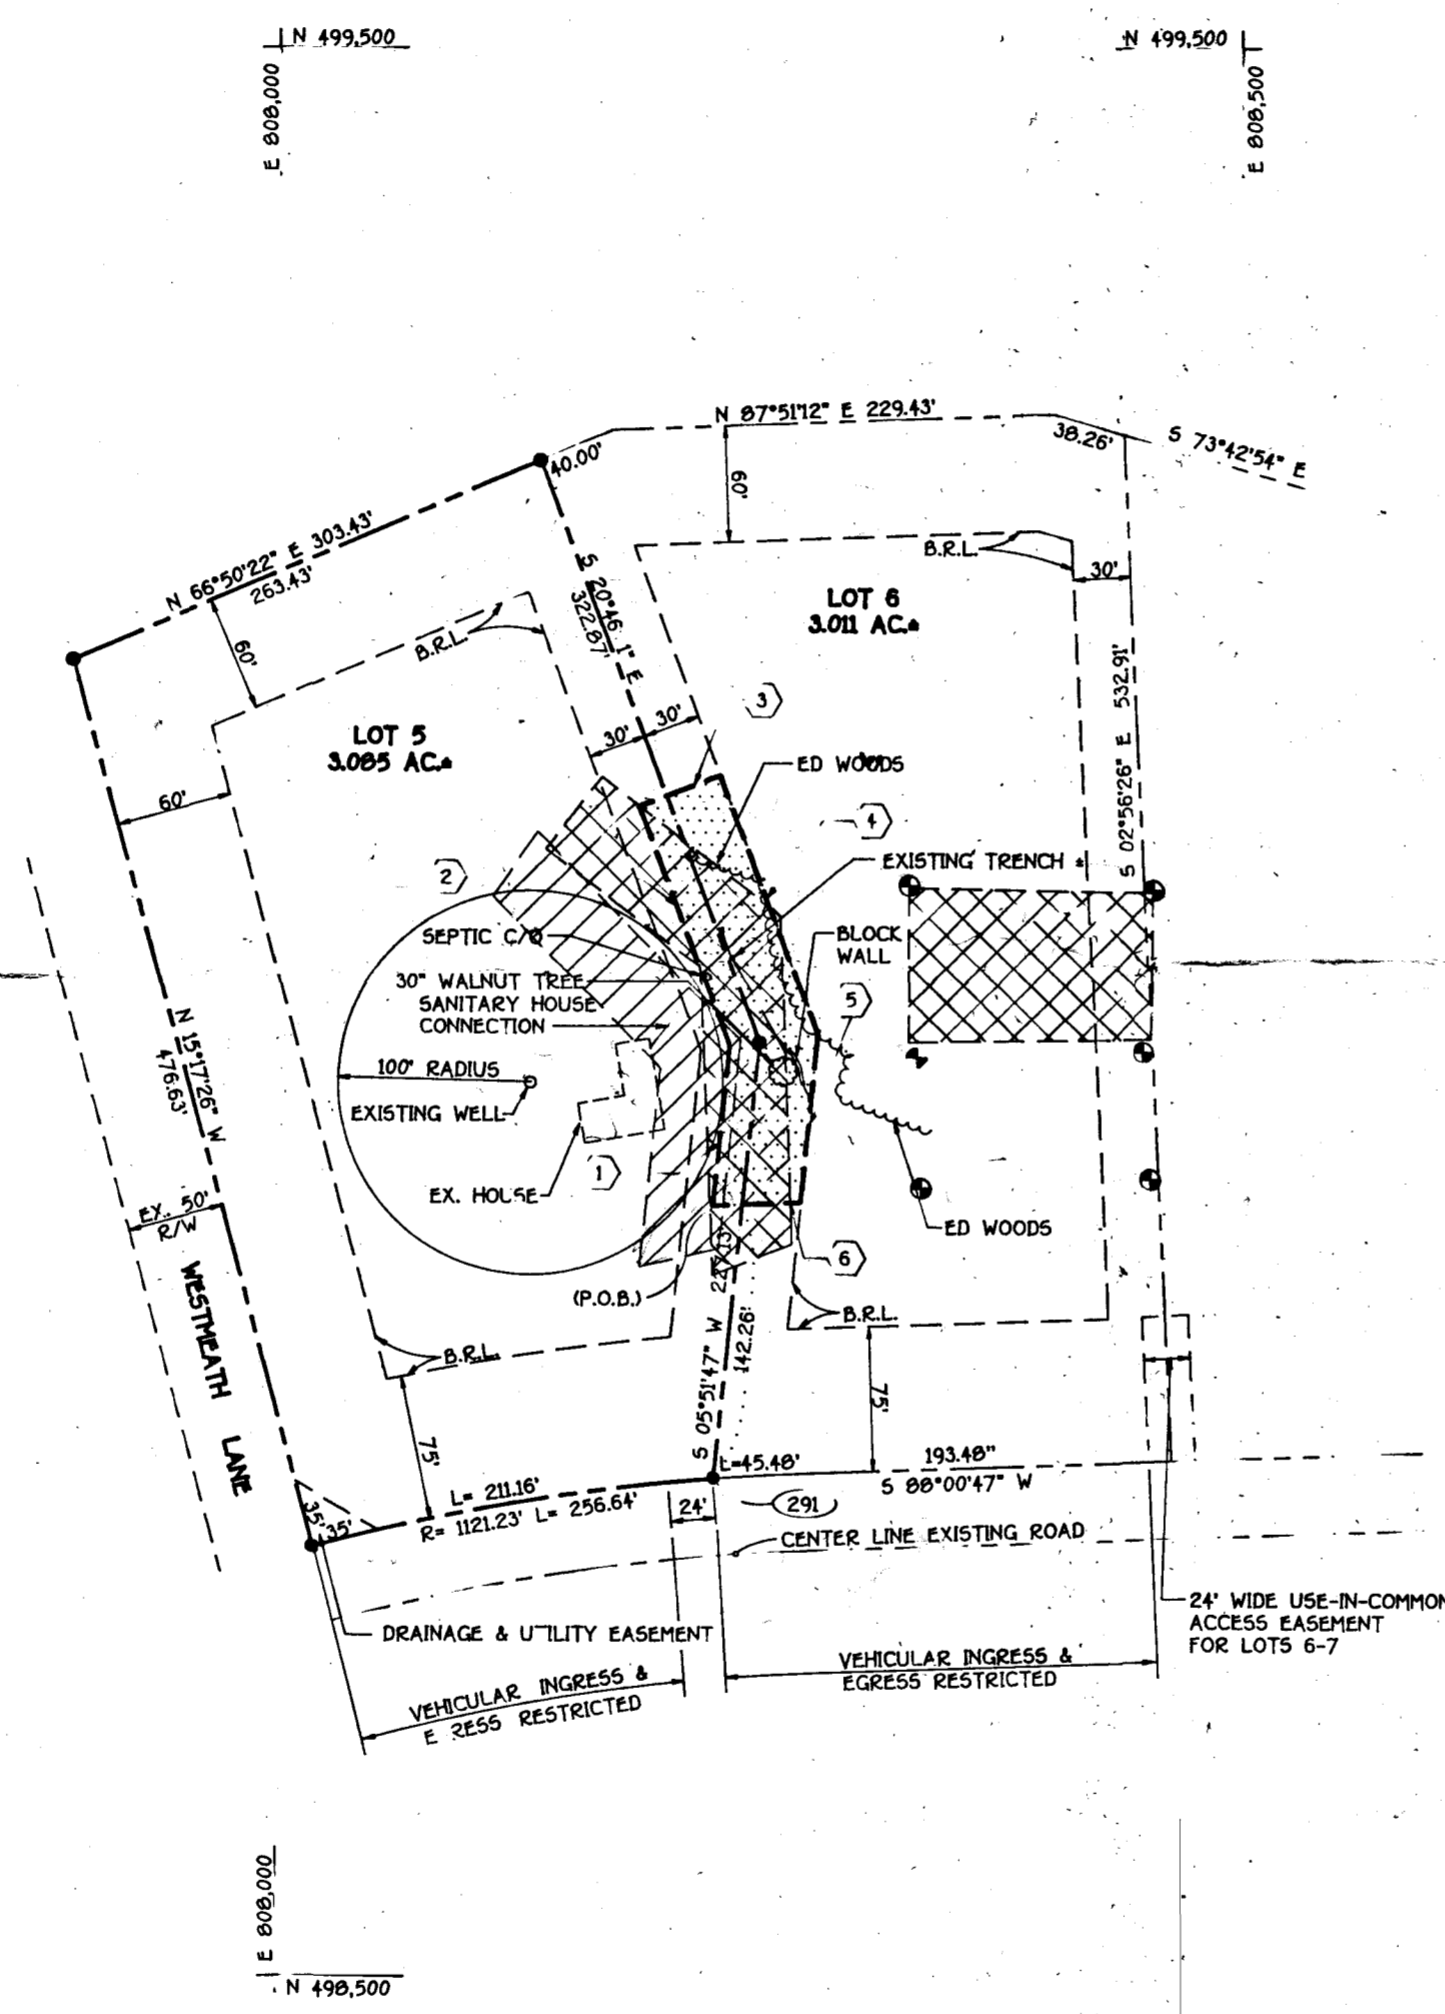 N 499,500
N 499,500
E 808,000
E 808,500
N 87°51'12" E 229.43'
38.26'
S 73°42'54" E
40.00'
60'
N 66°50'22" E 303.43'
263.43'
B.R.L.
30'
S 20°46 1" E
322.87'
LOT 6
3.011 AC.±
60'
B.R.L.
S 02°56'26" E 532.91'
3
30'
30'
LOT 5
3.085 AC.±
ED WOODS
60'
4
EXISTING TRENCH ±
2
SEPTIC C/O
BLOCK
WALL
30" WALNUT TREE
SANITARY HOUSE
CONNECTION
5
N 15°17'26" W
476.63'
100' RADIUS
EXISTING WELL
1
EX. HOUSE
EX. 50'
R/W
ED WOODS
6
(P.O.B.)
WESTMEATH LANE
B.R.L.
B.R.L.
S 05°51'47" W
142.26'
75'
75'
L=45.48'
193.48"
S 88°00'47" W
L= 211.16'
R= 1121.23' L= 256.64'
24'
291
35'
35'
CENTER LINE EXISTING ROAD
24' WIDE USE-IN-COMMON
ACCESS EASEMENT
FOR LOTS 6-7
DRAINAGE & UTILITY EASEMENT
VEHICULAR INGRESS &
EGRESS RESTRICTED
VEHICULAR INGRESS &
E RESS RESTRICTED
E 808,000
N 498,500